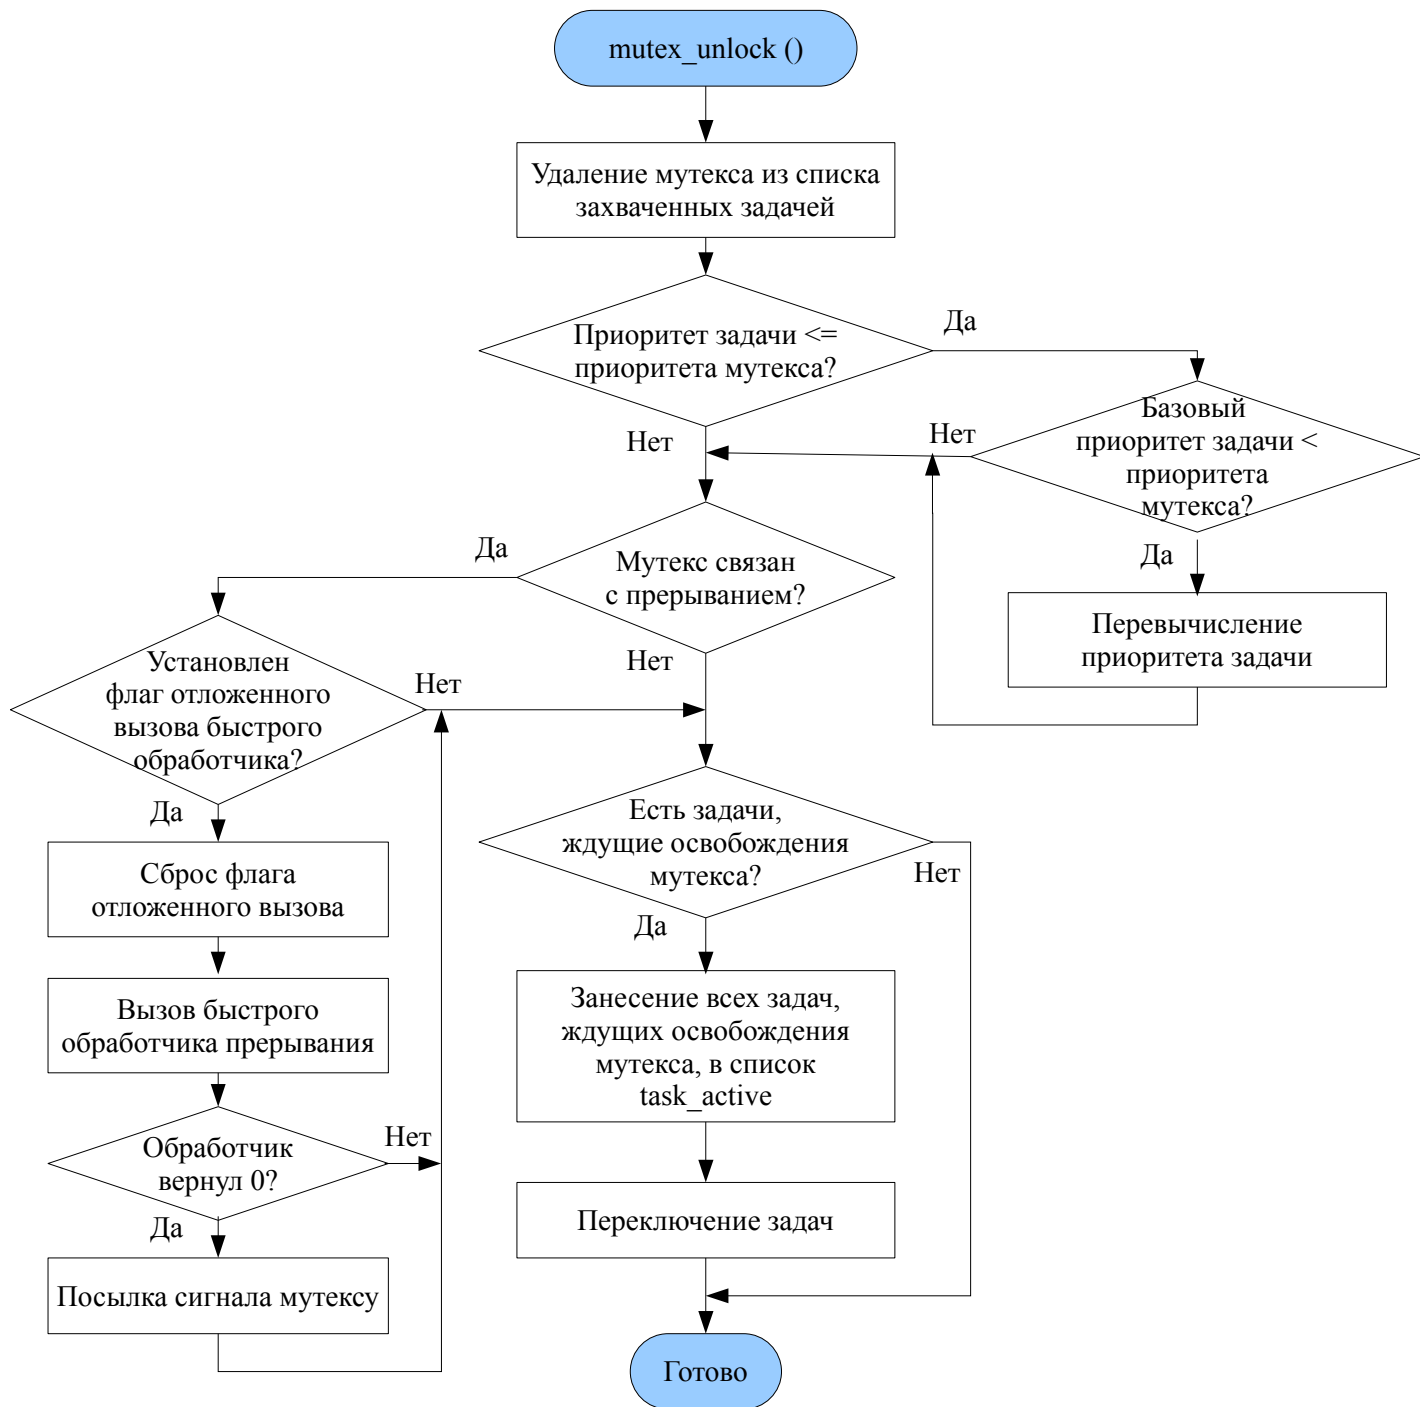 mutex_unlock ()
Удаление мутекса из списка
захваченных задачей
Приоритет задачи <=
приоритета мутекса?
Да
Нет
Базовый
приоритет задачи <
приоритета
мутекса?
Нет
Да
Перевычисление
приоритета задачи
Мутекс связан
с прерыванием?
Да
Нет
Установлен
флаг отложенного
вызова быстрого
обработчика?
Нет
Да
Сброс флага
отложенного вызова
Вызов быстрого
обработчика прерывания
Обработчик
вернул 0?
Нет
Да
Посылка сигнала мутексу
Есть задачи,
ждущие освобождения
мутекса?
Нет
Да
Занесение всех задач,
ждущих освобождения
мутекса, в список
task_active
Переключение задач
Готово